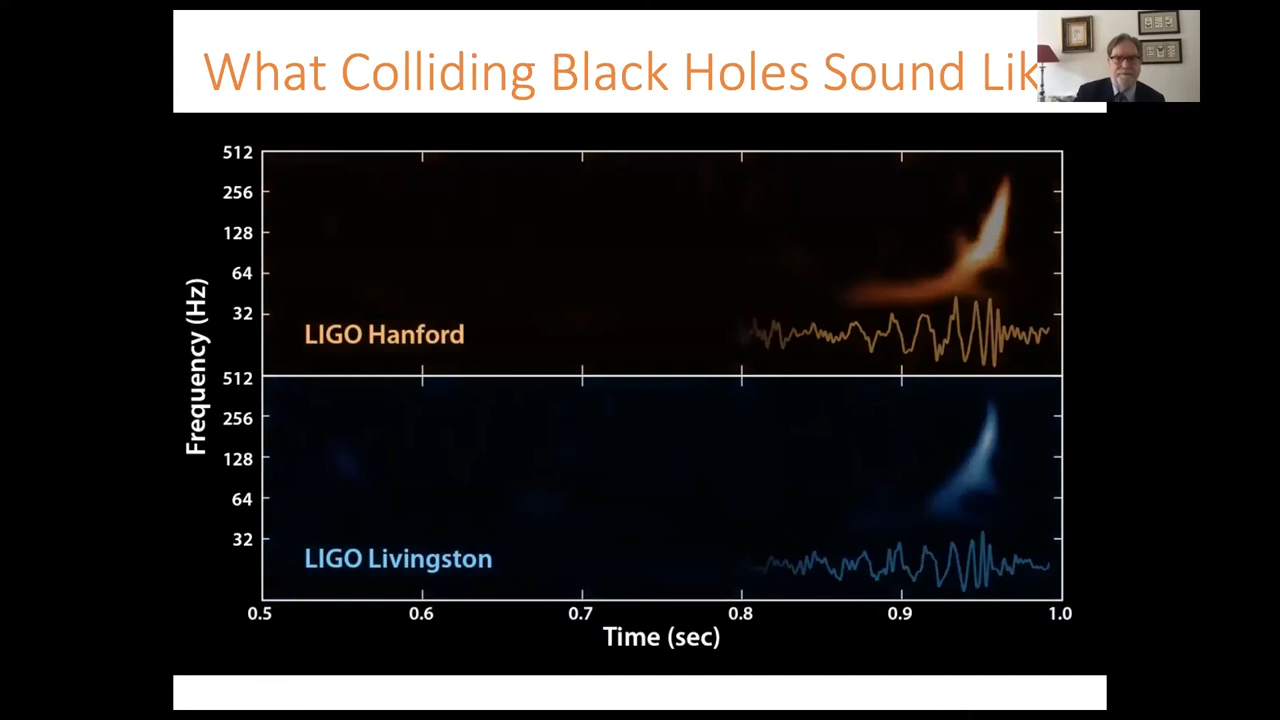 What Colliding Black Holes Sound Lik
512
256
128
64
32
LIGO Hanford
Frequency (Hz)
512
256
128
64
32
LIGO Livingston
0.5 0.6 0.7 0.8 0.9 1.0
Time (sec)